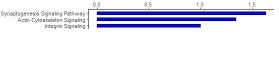 0.0 0.5 1.0 1.5
Synaptogenesis Signaling Pathway
Actin Cytoskeleton Signaling
Integrin Signaling